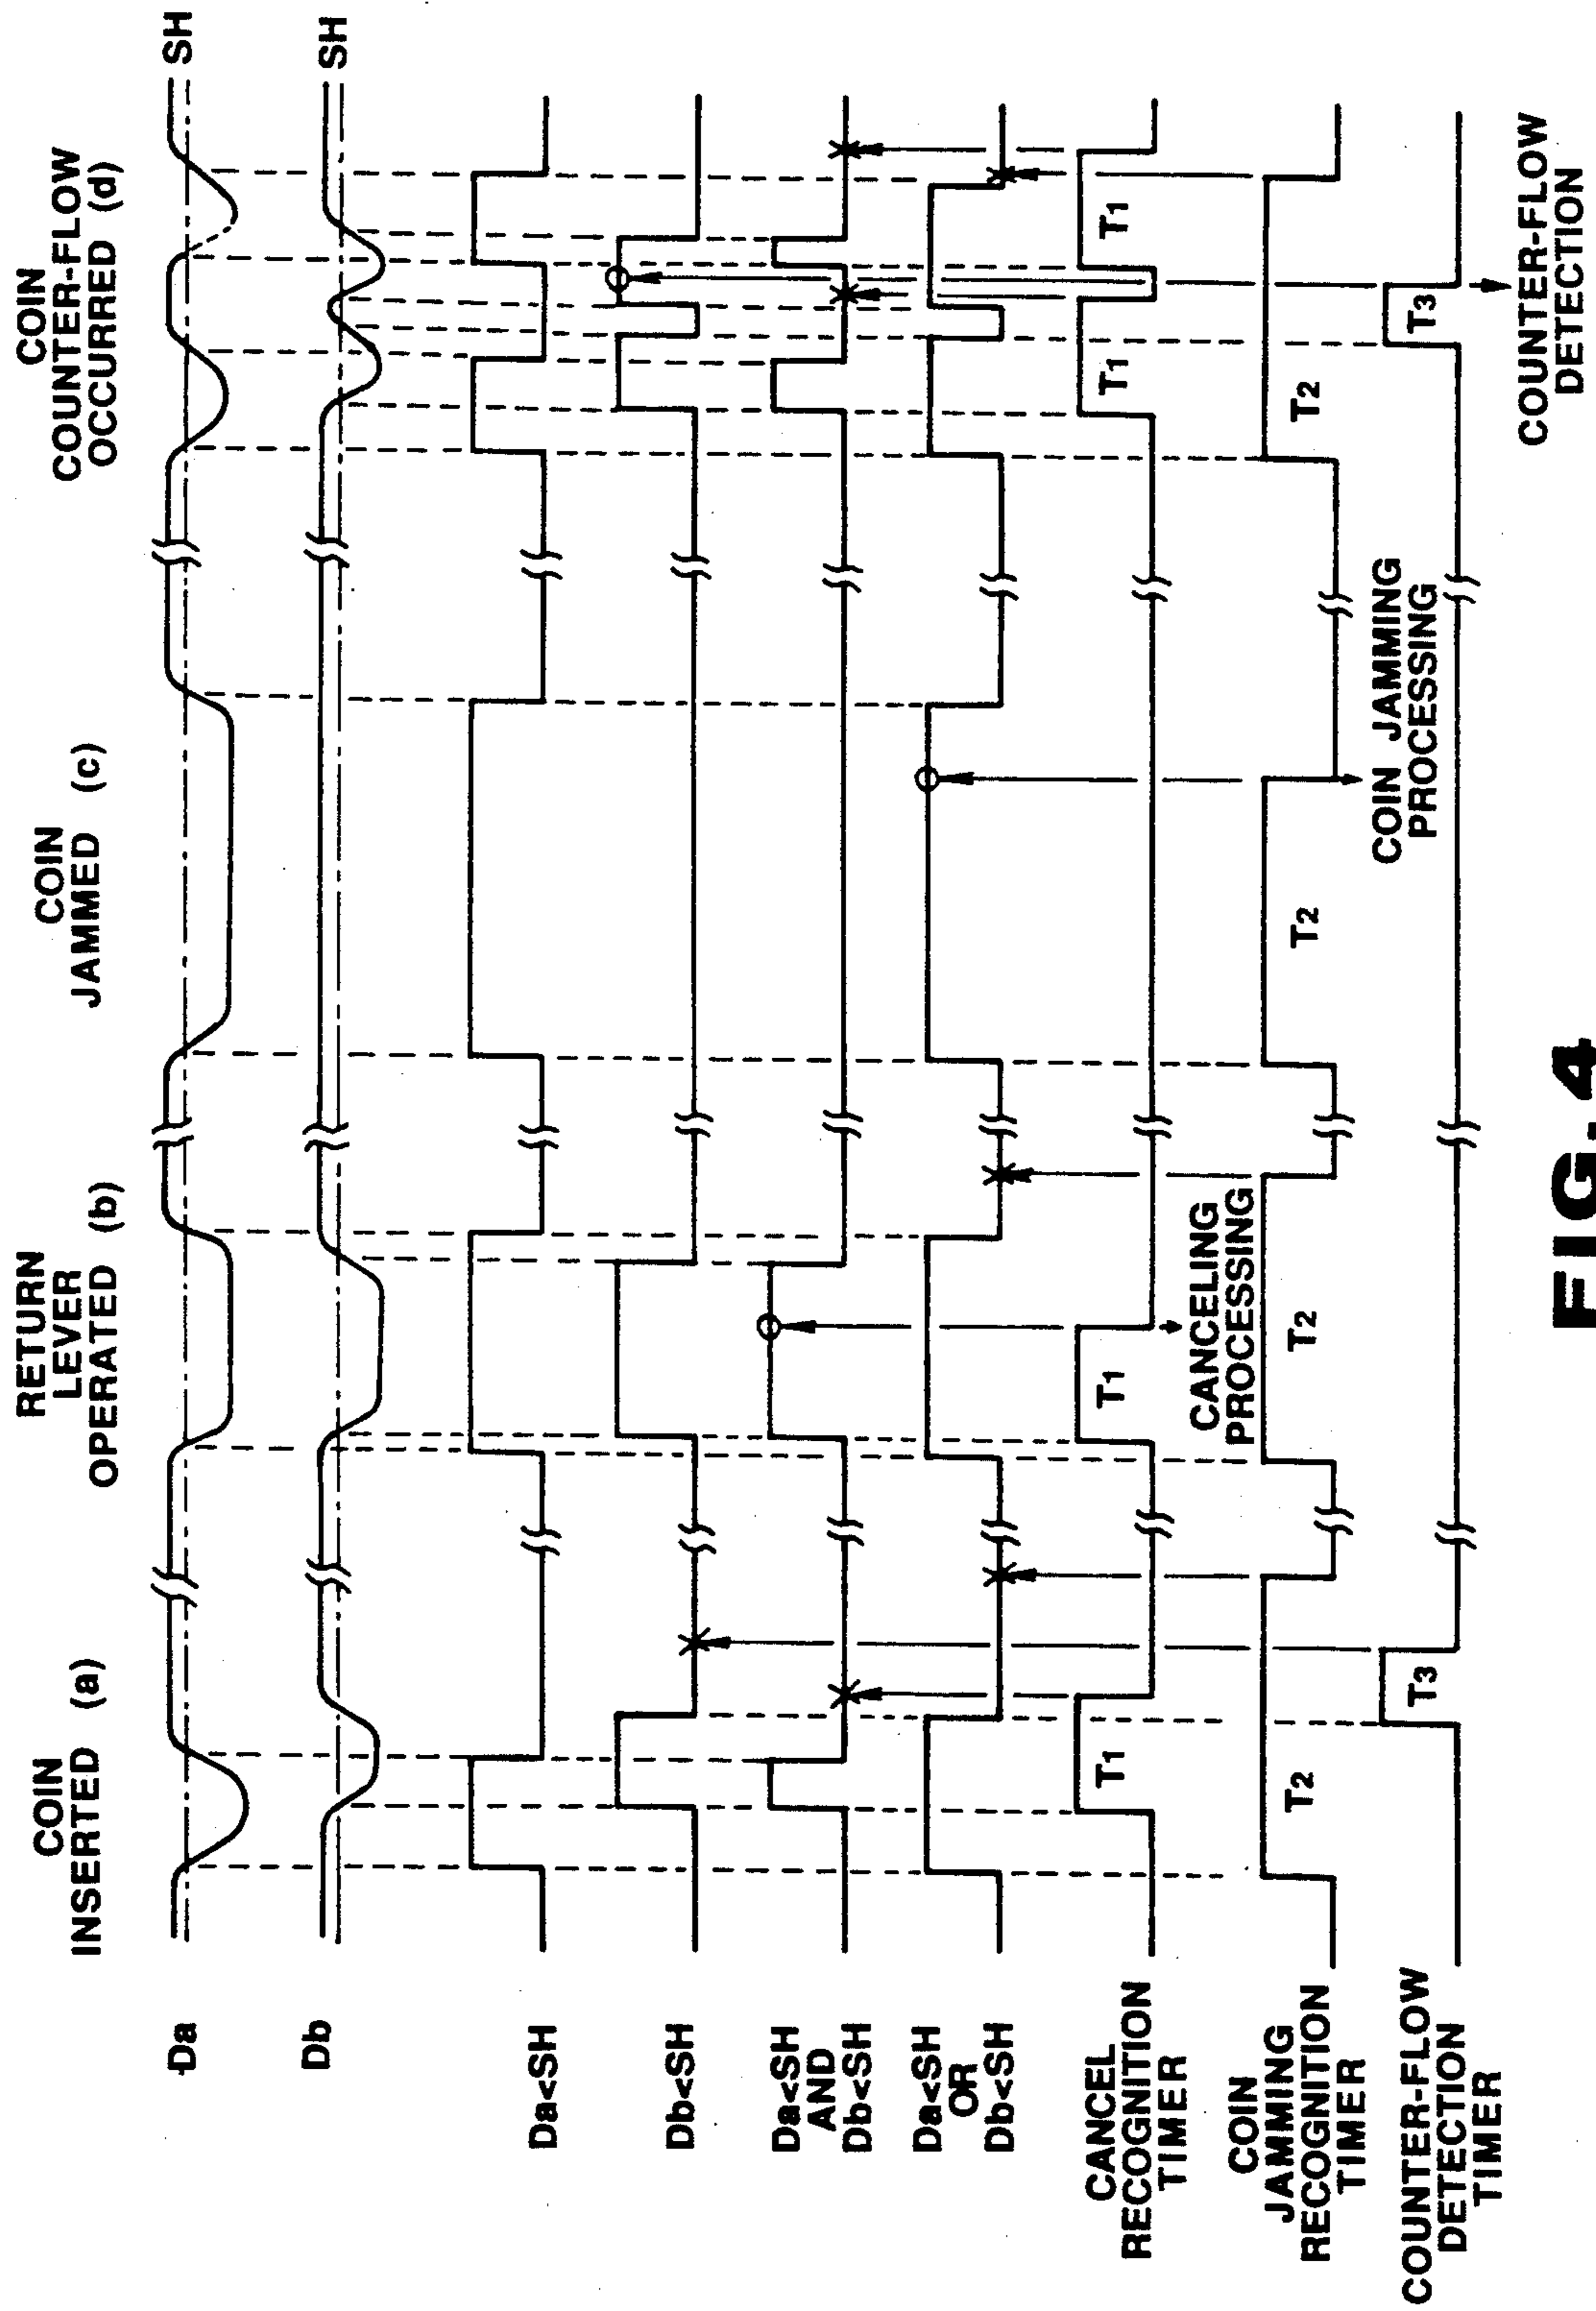 COIN
INSERTED (a)
RETURN
LEVER
OPERATED (b)
COIN
JAMMED (c)
COIN
COUNTER-FLOW
OCCURRED (d)
Da
SH
Db
SH
Da<SH
Db<SH
Da<SH
AND
Db<SH
Da<SH
OR
Db<SH
CANCEL
RECOGNITION
TIMER
T1
T1
T1
T1
CANCELING
PROCESSING
COIN
JAMMING
RECOGNITION
TIMER
T2
T2
T2
T2
COIN JAMMING
PROCESSING
COUNTER-FLOW
DETECTION
TIMER
T3
T3
COUNTER-FLOW
DETECTION
FIG. 4